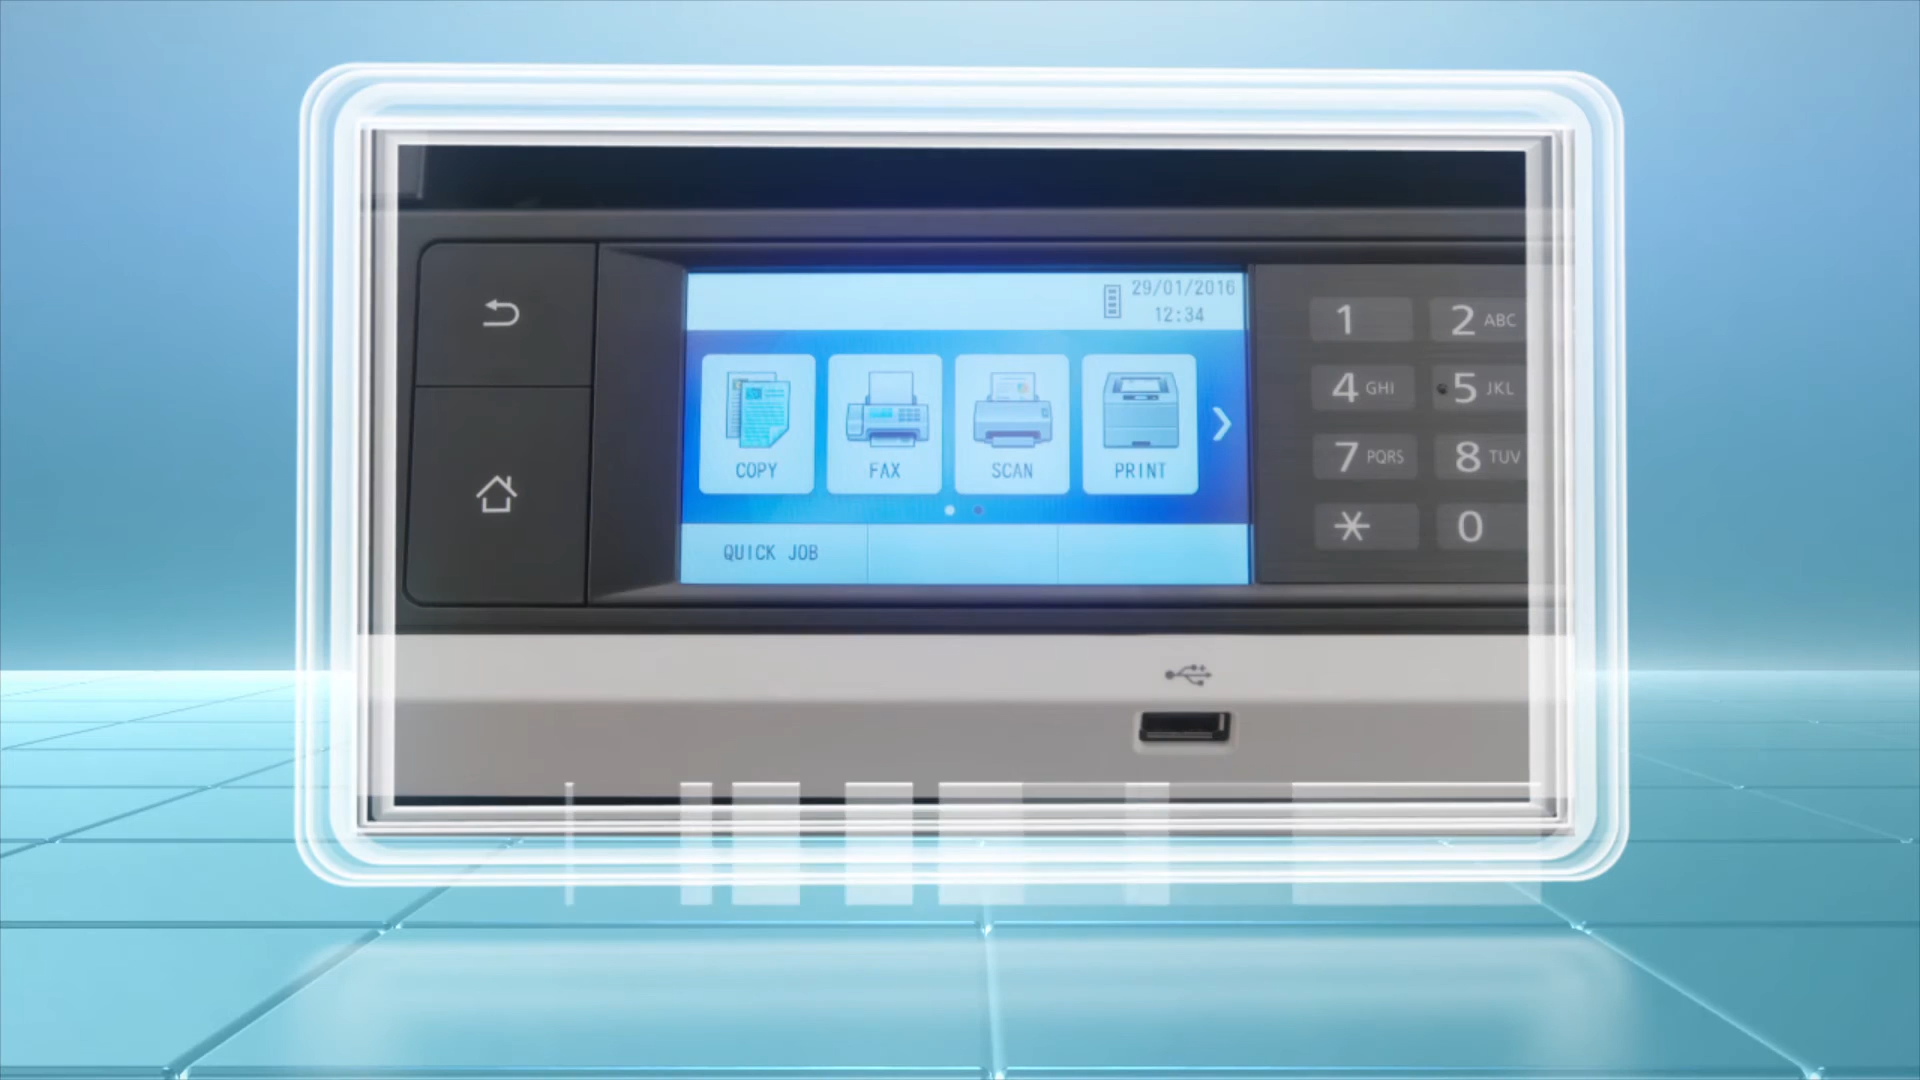 29/01/2016
12:34
1
2 ABC
4 GHI
5 JKL
7 PQRS
8 TUV
*
0
COPY
FAX
SCAN
PRINT
QUICK JOB